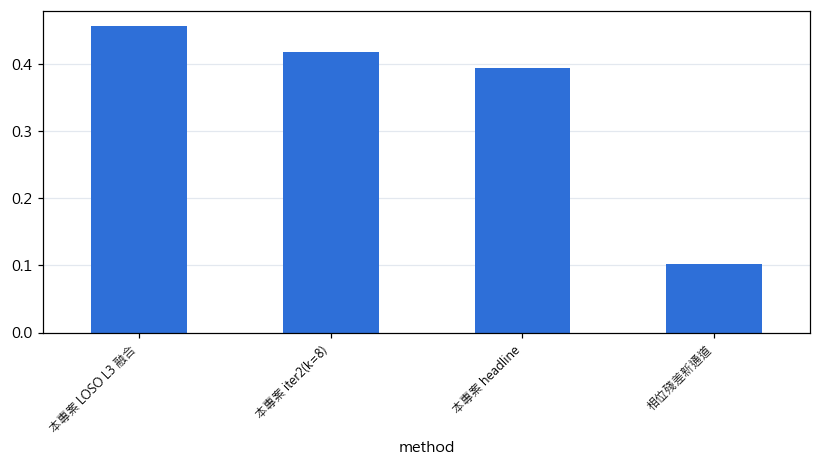 0.4
0.3
0.2
0.1
0.0
本專案 LOSO L3 融合
本專案 iter2(k=8)
本專案 headline
相位殘差新通道
method